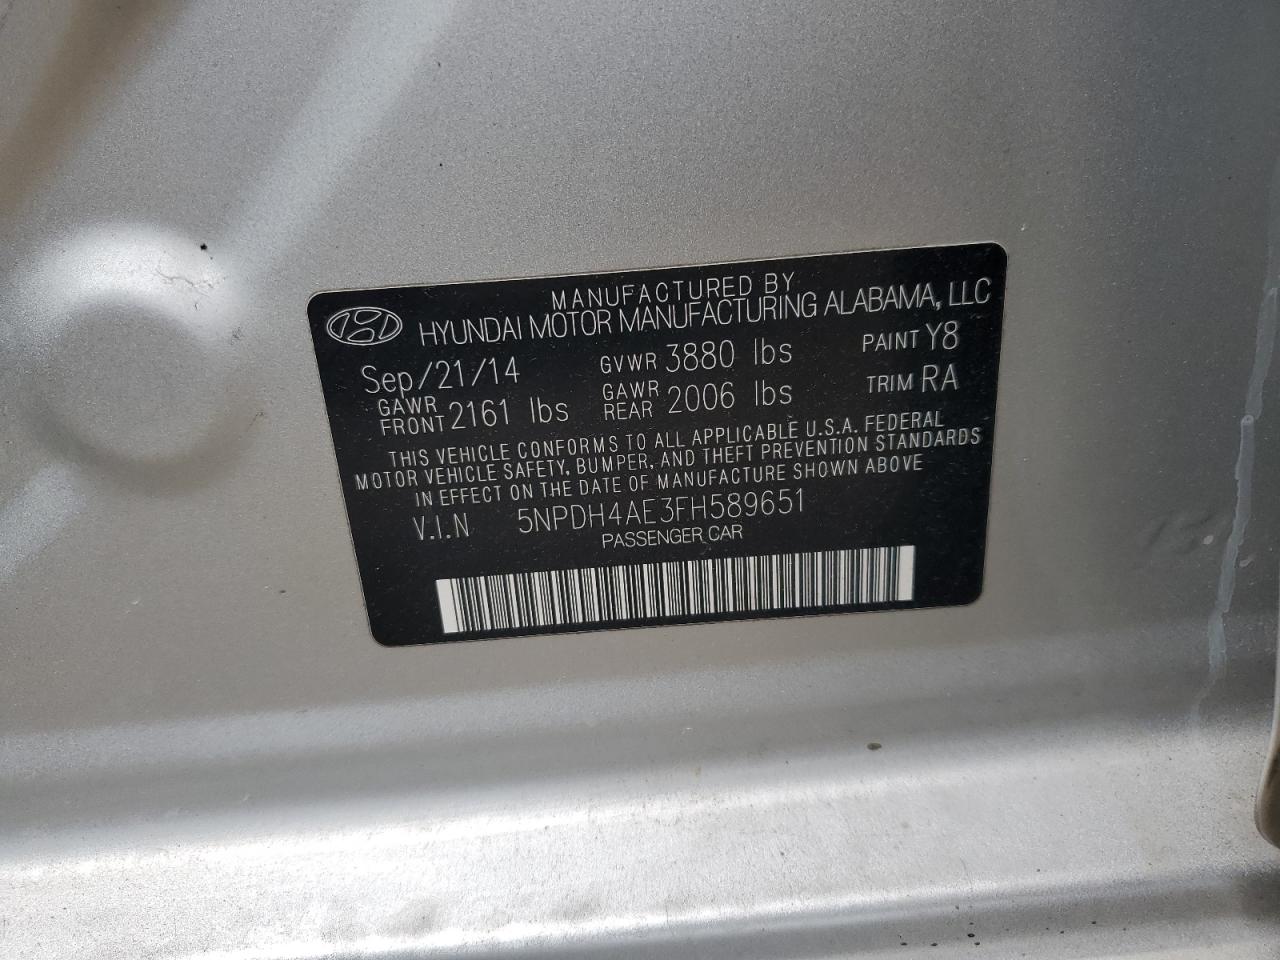 MANUFACTURED BY
HYUNDAI MOTOR MANUFACTURING ALABAMA, LLC
Sep/21/14 GVWR 3880 lbs PAINT Y8
GAWR FRONT 2161 lbs GAWR REAR 2006 lbs TRIM RA
THIS VEHICLE CONFORMS TO ALL APPLICABLE U.S.A. FEDERAL
MOTOR VEHICLE SAFETY, BUMPER, AND THEFT PREVENTION STANDARDS
IN EFFECT ON THE DATE OF MANUFACTURE SHOWN ABOVE
V.I.N 5NPDH4AE3FH589651
PASSENGER CAR